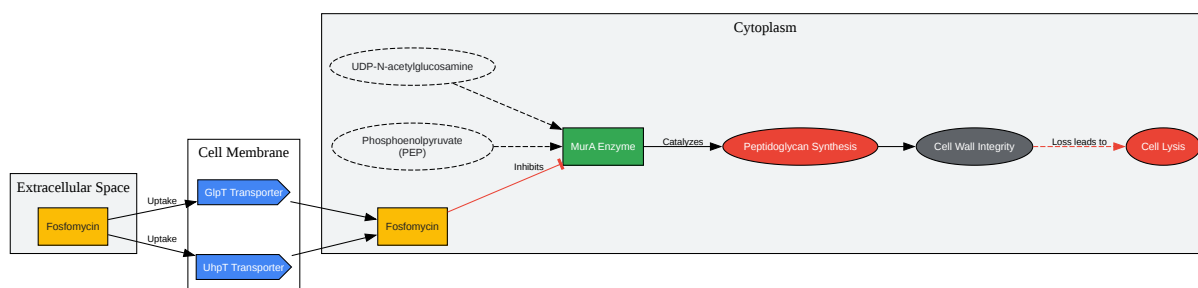 Cytoplasm
UDP-N-acetylglucosamine
Phosphoenolpyruvate
(PEP)
MurA Enzyme
Catalyzes
Peptidoglycan Synthesis
Cell Wall Integrity
Loss leads to
Cell Lysis
Inhibits
Cell Membrane
Extracellular Space
GlpT Transporter
Uptake
Fosfomycin
Fosfomycin
Uptake
UhpT Transporter